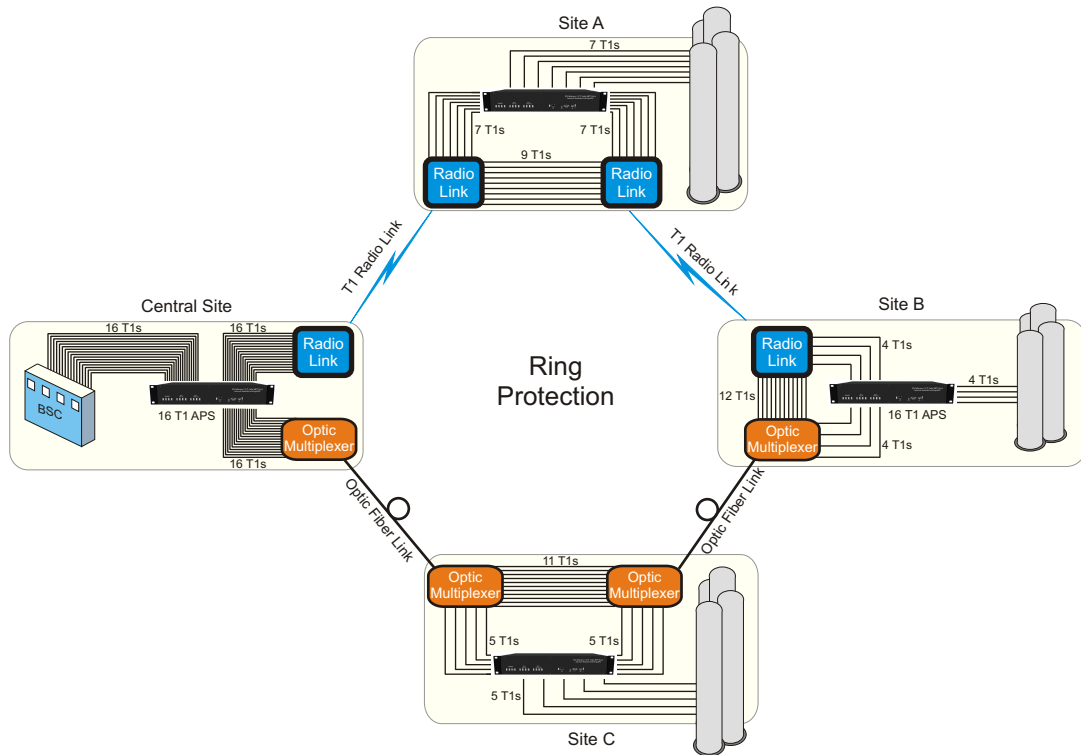 Site A
7 T1s
7 T1s
7 T1s
9 T1s
Radio
Link
Radio
Link
T1 Radio Link
T1 Radio Link
Central Site
16 T1s
16 T1s
Radio
Link
BSC
16 T1 APS
Optic
Multiplexer
16 T1s
Ring
Protection
Site B
Radio
Link
4 T1s
4 T1s
12 T1s
16 T1 APS
Optic
Multiplexer
4 T1s
Optic Fiber Link
Optic Fiber Link
11 T1s
Optic
Multiplexer
Optic
Multiplexer
5 T1s
5 T1s
5 T1s
Site C